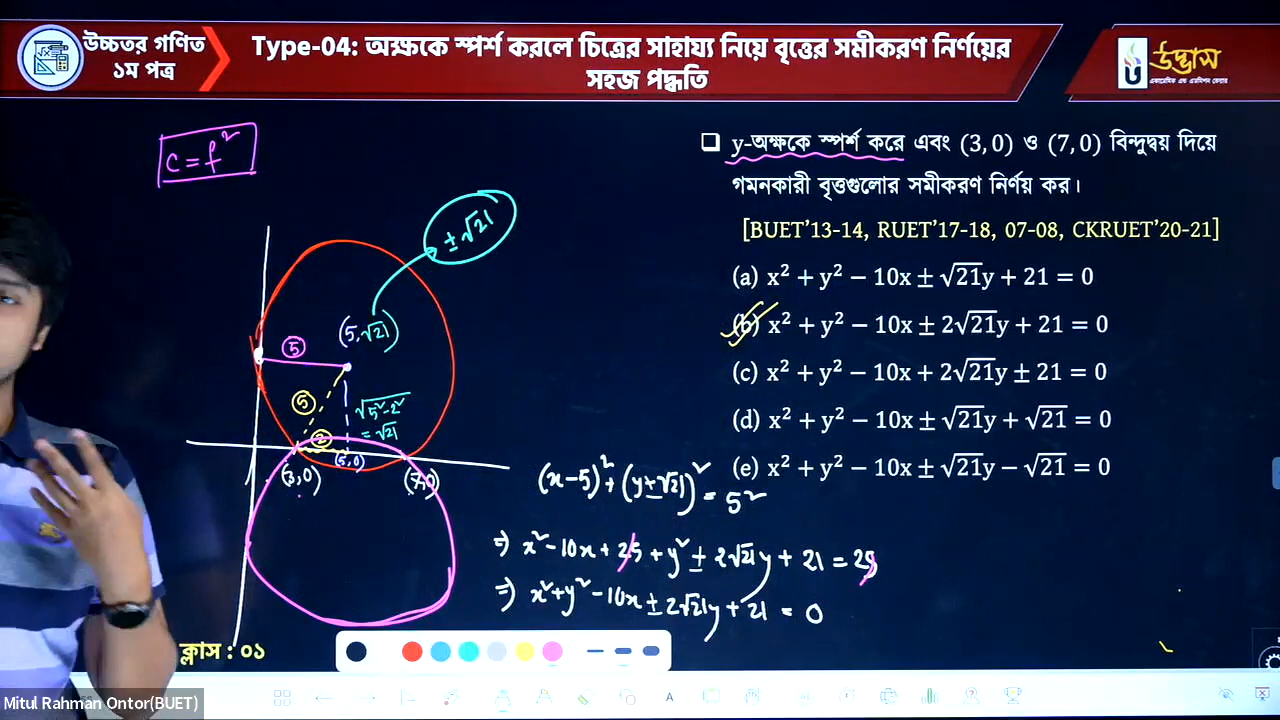 উচ্চতর গণিত
১ম পত্র
Type-04: অক্ষকে স্পর্শ করলে চিত্রের সাহায্য নিয়ে বৃত্তের সমীকরণ নির্ণয়ের
সহজ পদ্ধতি
উদ্ভাস
একাডেমিক এন্ড এডমিশন কেয়ার
c = f²
y-অক্ষকে স্পর্শ করে এবং (3, 0) ও (7, 0) বিন্দুদ্বয় দিয়ে
গমনকারী বৃত্তগুলোর সমীকরণ নির্ণয় কর।
[BUET’13-14, RUET’17-18, 07-08, CKRUET’20-21]
(a) x² + y² − 10x ± √21y + 21 = 0
(b) x² + y² − 10x ± 2√21y + 21 = 0
(c) x² + y² − 10x + 2√21y ± 21 = 0
(d) x² + y² − 10x ± √21y + √21 = 0
(e) x² + y² − 10x ± √21y − √21 = 0
±√21
(5, √21)
5
5
√5²−2²
= √21
2
(5, 0)
(3, 0)
(7, 0)
(x−5)² + (y±√21)² = 5²
⇒ x² − 10x + 25 + y² ± 2√21y + 21 = 25
⇒ x² + y² − 10x ± 2√21y + 21 = 0
ক্লাস : ০১
Mitul Rahman Ontor(BUET)